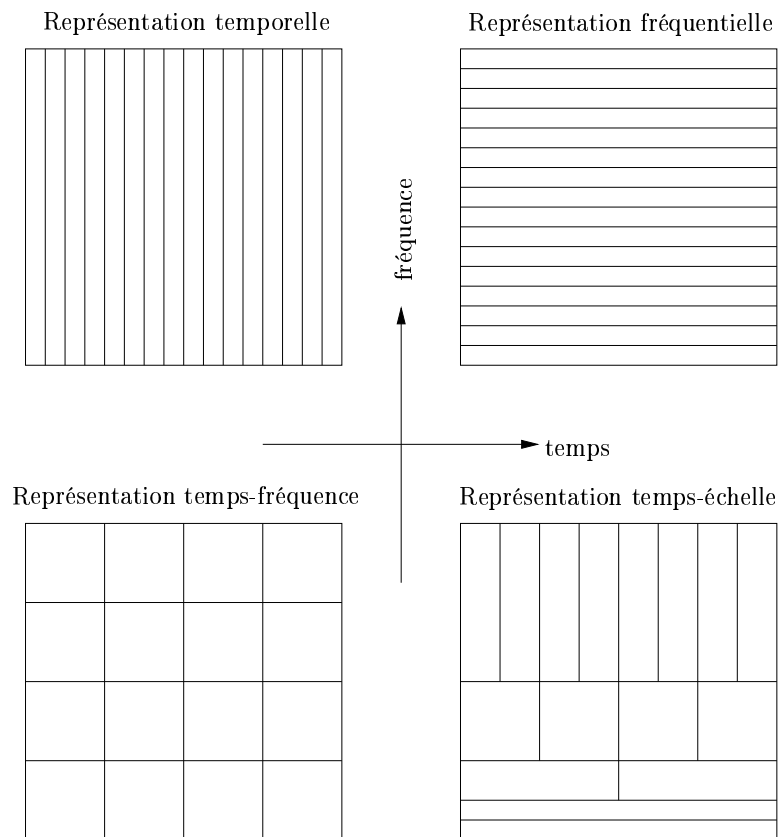 Représentation temporelle
Représentation fréquentielle
fréquence
temps
Représentation temps-fréquence
Représentation temps-échelle